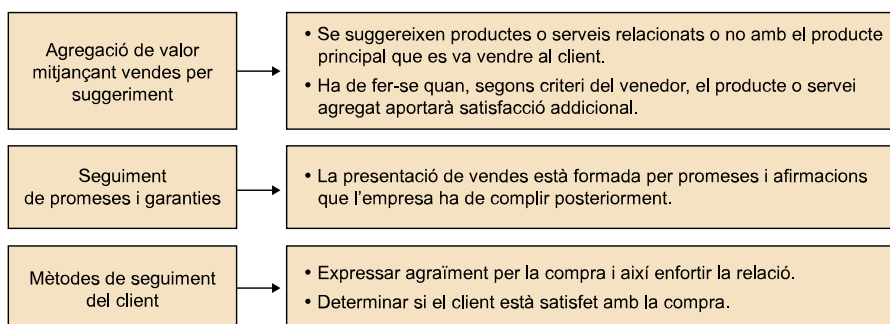 Agregació de valor
mitjançant vendes per
suggeriment
• Se suggereixen productes o serveis relacionats o no amb el producte
principal que es va vendre al client.
• Ha de fer-se quan, segons criteri del venedor, el producte o servei
agregat aportarà satisfacció addicional.
Seguiment
de promeses i garanties
• La presentació de vendes està formada per promeses i afirmacions
que l’empresa ha de complir posteriorment.
Mètodes de seguiment
del client
• Expressar agraïment per la compra i així enfortir la relació.
• Determinar si el client està satisfet amb la compra.